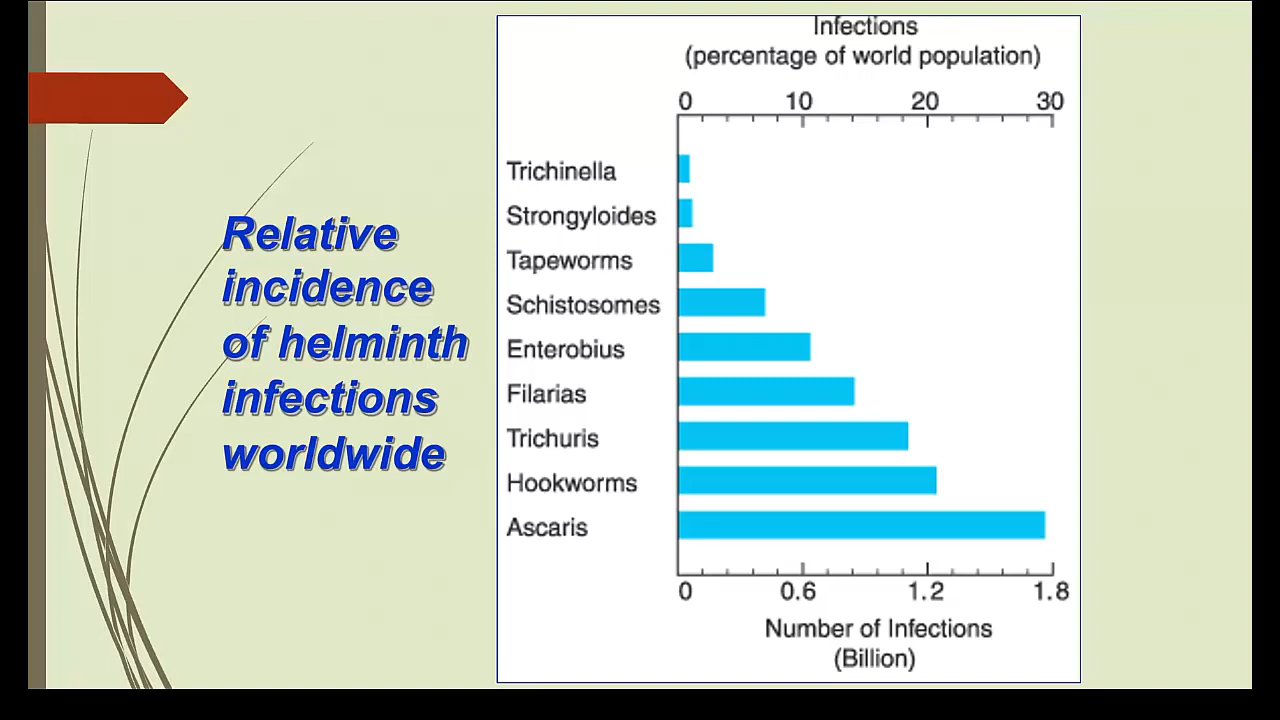 Relative
incidence
of helminth
infections
worldwide
Infections
(percentage of world population)
0 10 20 30
Trichinella
Strongyloides
Tapeworms
Schistosomes
Enterobius
Filarias
Trichuris
Hookworms
Ascaris
0 0.6 1.2 1.8
Number of Infections
(Billion)